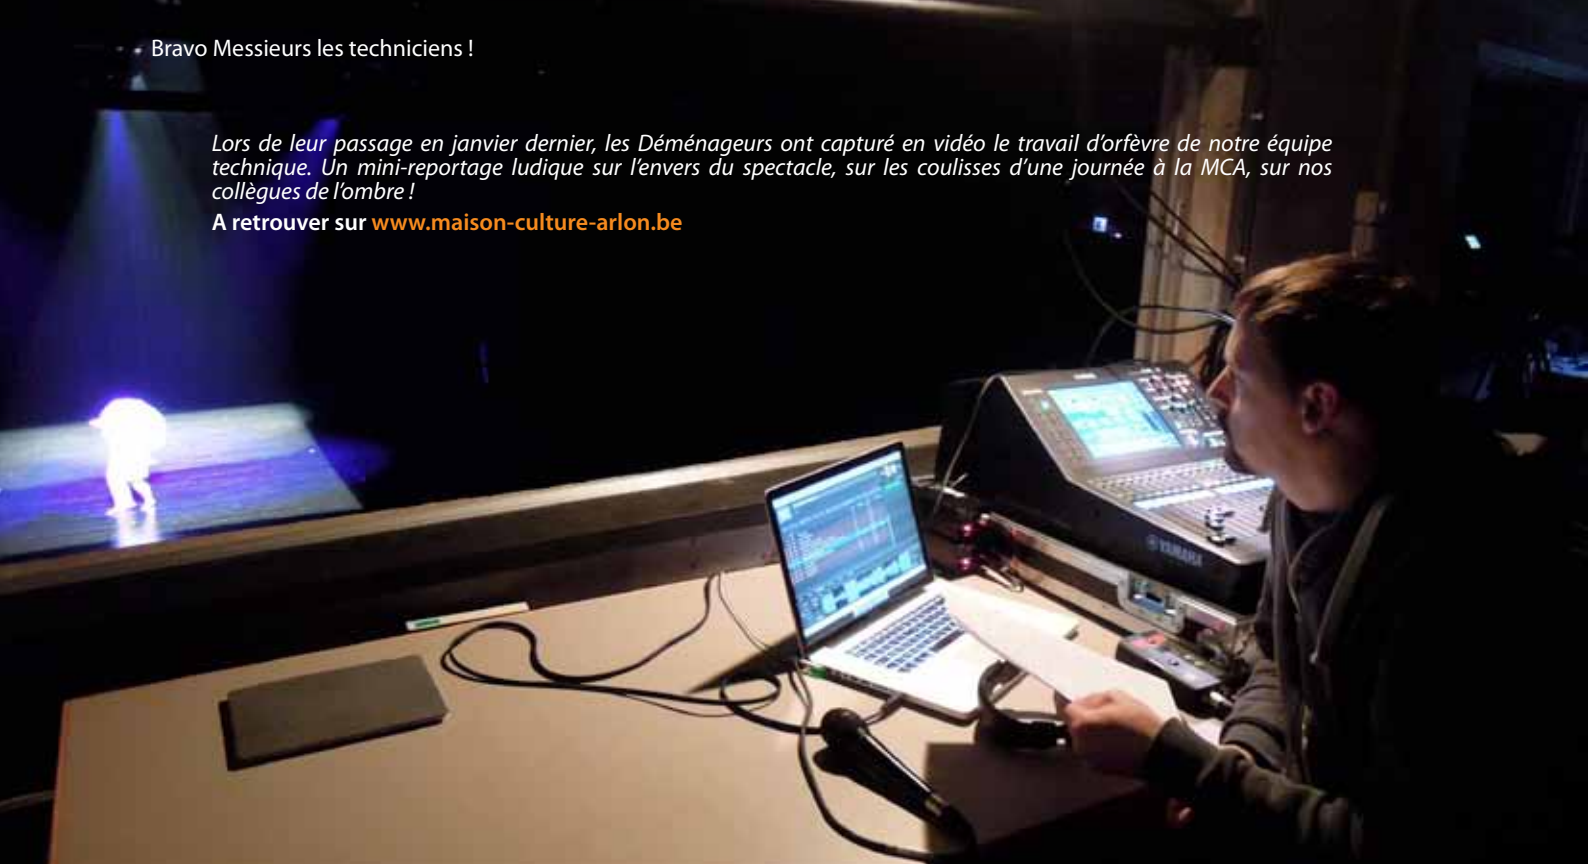 Bravo Messieurs les techniciens !
Lors de leur passage en janvier dernier, les Déménageurs ont capturé en vidéo le travail d'orfèvre de notre équipe
technique. Un mini-reportage ludique sur l'envers du spectacle, sur les coulisses d'une journée à la MCA, sur nos
collègues de l'ombre !
A retrouver sur www.maison-culture-arlon.be
YAMAHA